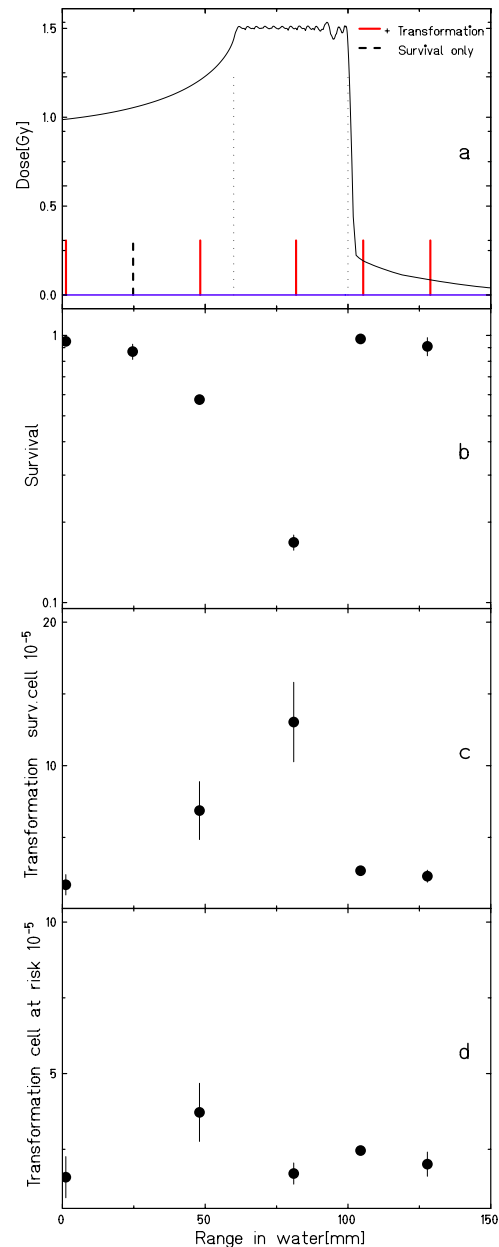 1.5
+ Transformation
Survival only
a
1.0
Dose[Gy]
0.5
0.0
1
Survival
b
0.1
20
Transformation surv.cell 10⁻⁵
c
10
10
Transformation cell at risk 10⁻⁵
d
5
0 50 100 150
Range in water[mm]